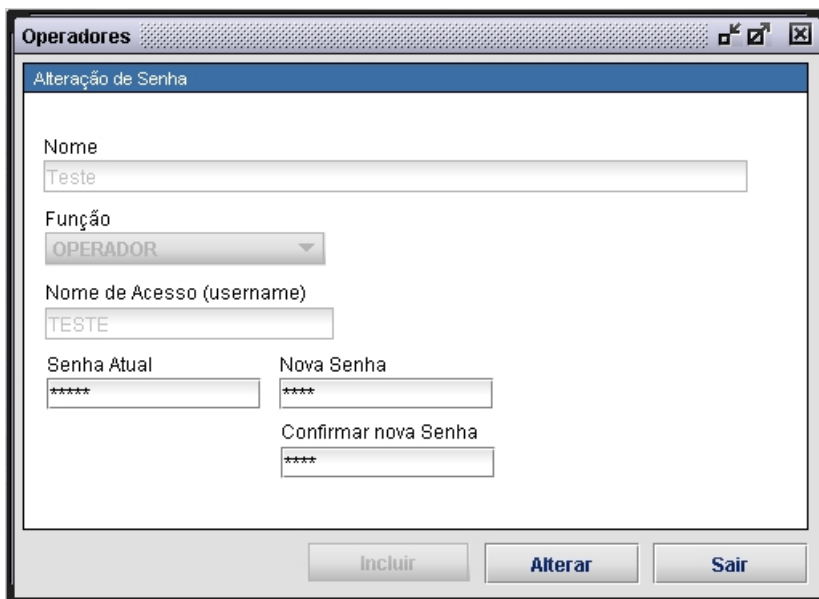 Operadores
Alteração de Senha
Nome
Teste
Função
OPERADOR
Nome de Acesso (username)
TESTE
Senha Atual Nova Senha
***** ****
Confirmar nova Senha
****
Incluir Alterar Sair